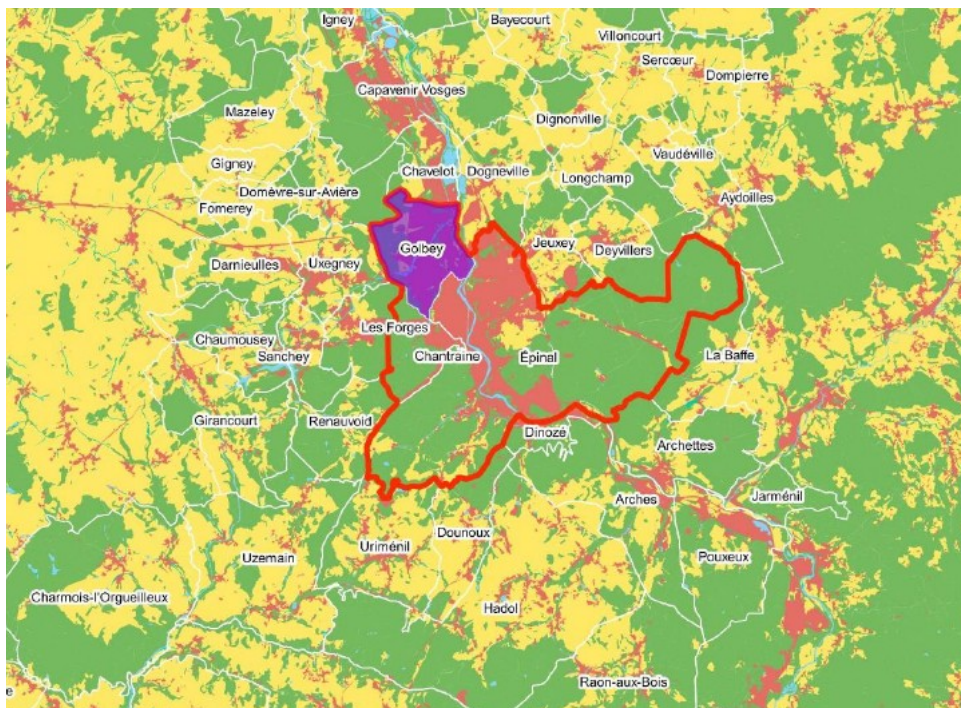 Igney
Bayecourt
Villoncourt
Sercœur
Dompierre
Capavenir Vosges
Mazeley
Dignonville
Vaudéville
Gigney
Chavelot
Dogneville
Longchamp
Domèvre-sur-Avière
Aydoilles
Fomerey
Golbey
Jeuxey
Deyvillers
Darnieulles
Uxegney
Les Forges
Chaumousey
Sanchey
Chantraine
Épinal
La Baffe
Girancourt
Renauvoid
Dinozé
Archettes
Arches
Jarménil
Dounoux
Uriménil
Uzemain
Pouxeux
Charmois-l'Orgueilleux
Hadol
Raon-aux-Bois
e